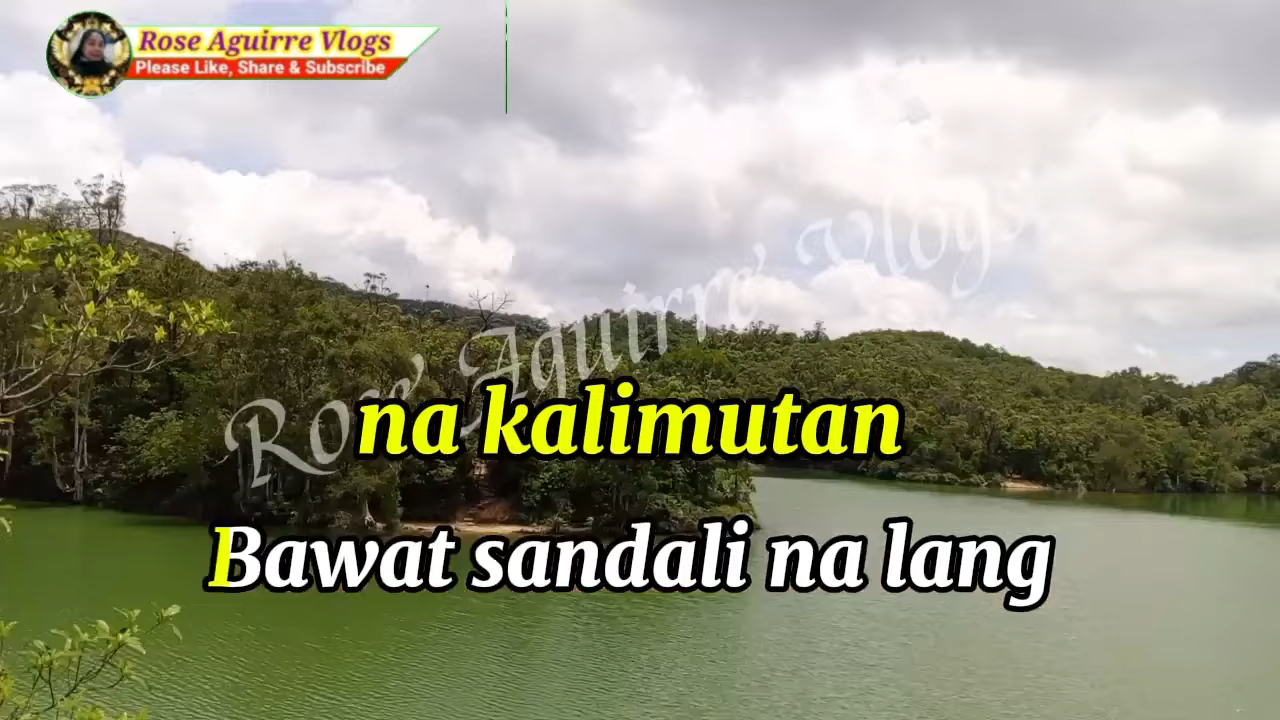 Rose Aguirre Vlogs
Please Like, Share & Subscribe
Rose' Aguirre' Vlogs
na kalimutan
Bawat sandali na lang